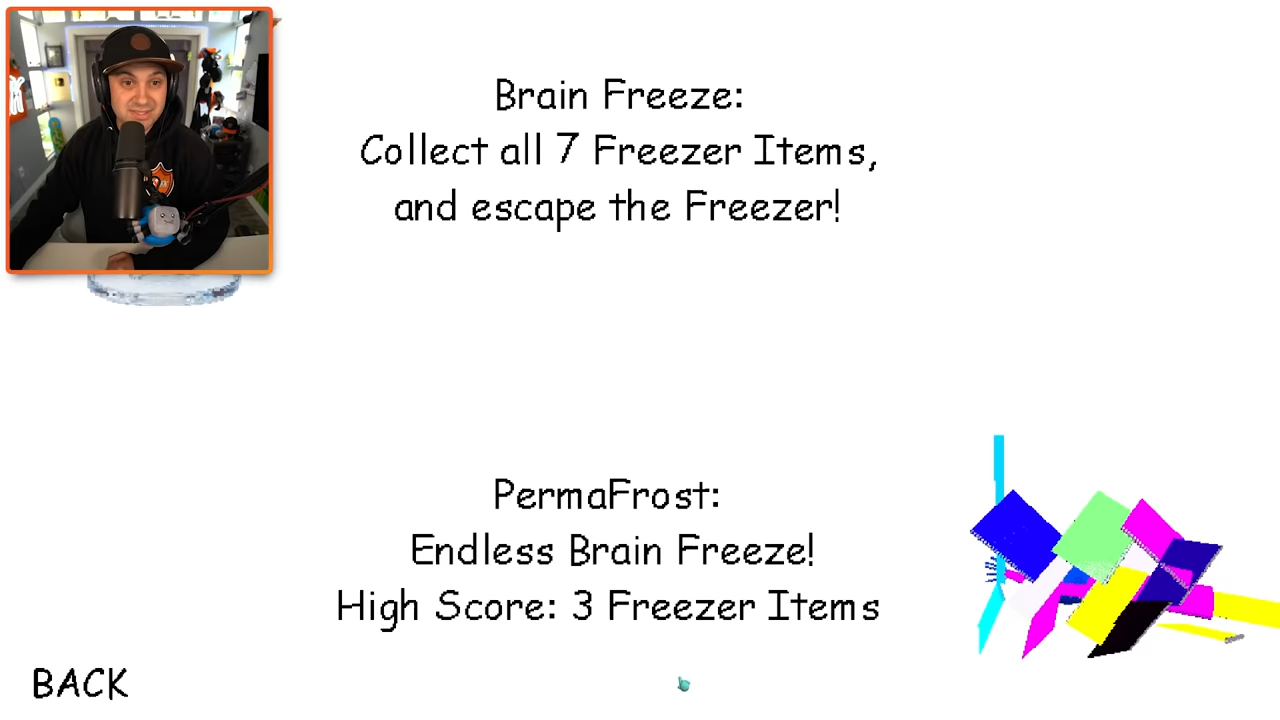 Brain Freeze:
Collect all 7 Freezer Items,
and escape the Freezer!
PermaFrost:
Endless Brain Freeze!
High Score: 3 Freezer Items
BACK